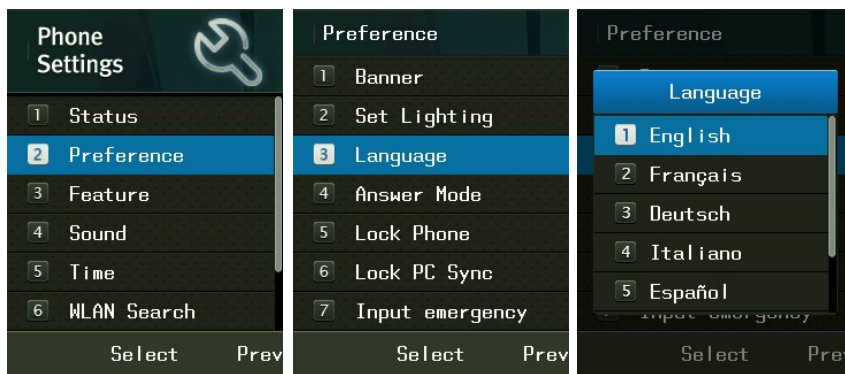 Phone
Settings
1 Status
2 Preference
3 Feature
4 Sound
5 Time
6 WLAN Search
Select Prev
Preference
1 Banner
2 Set Lighting
3 Language
4 Answer Mode
5 Lock Phone
6 Lock PC Sync
7 Input emergency
Select Prev
Preference
Language
1 English
2 Français
3 Deutsch
4 Italiano
5 Español
Input emergency
Select Pre